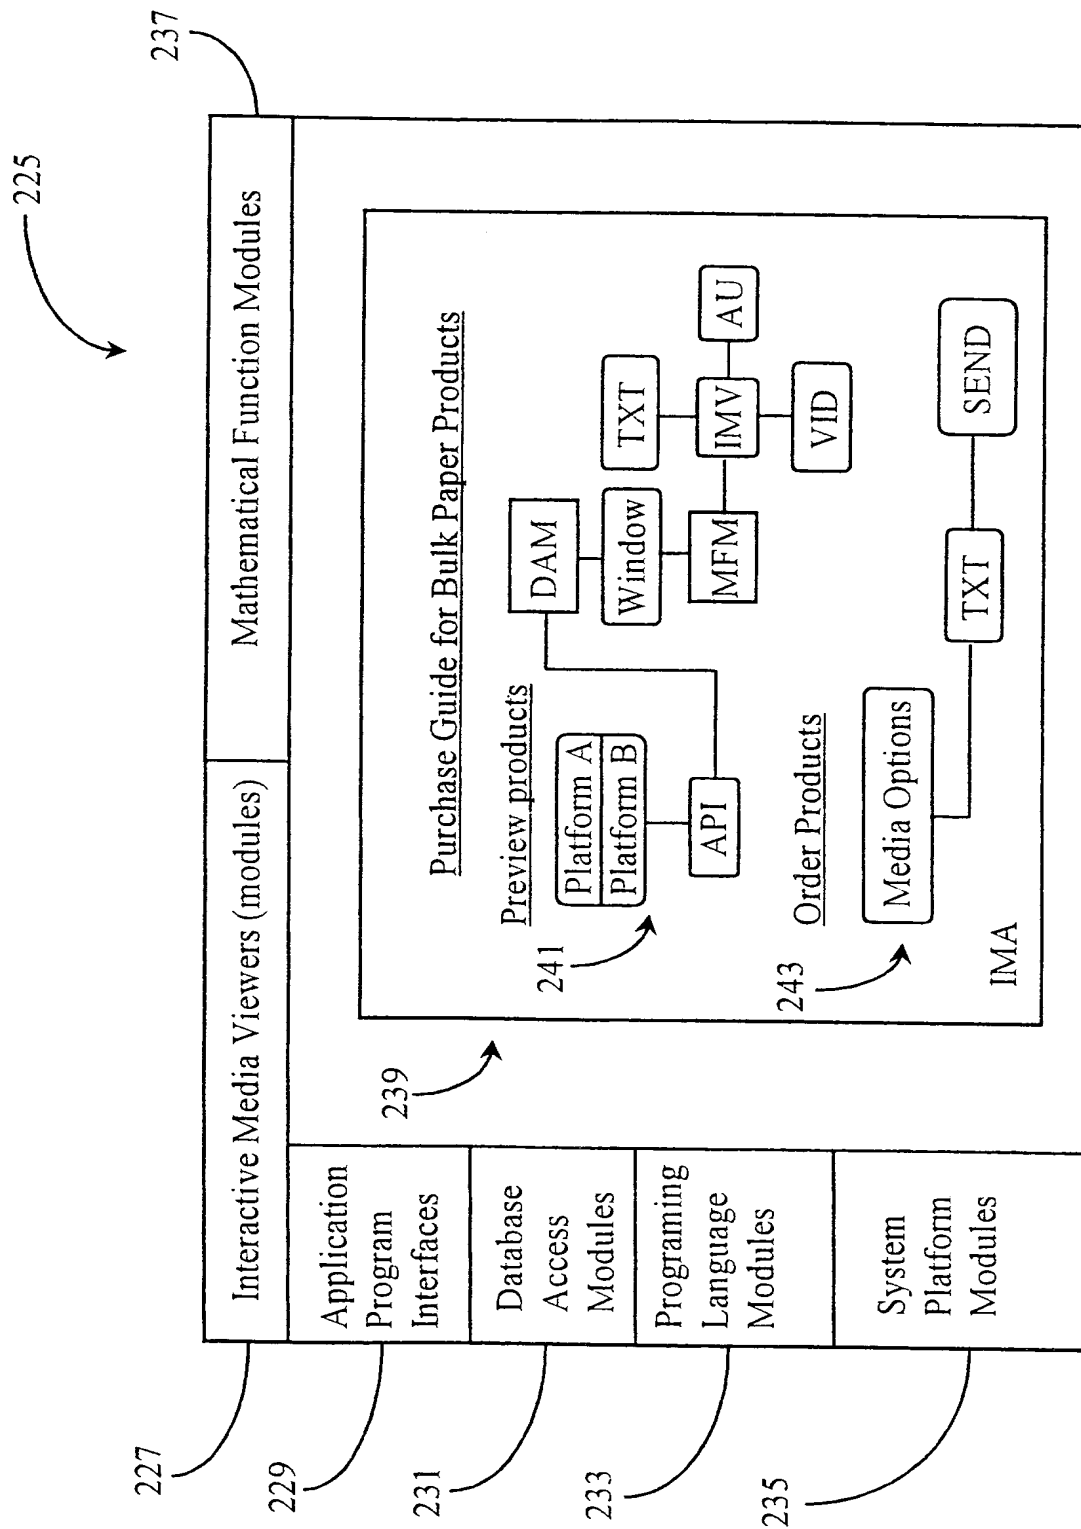 225
237
Interactive Media Viewers (modules)
Mathematical Function Modules
227
229
231
233
235
Application
Program
Interfaces
Database
Access
Modules
Programing
Language
Modules
System
Platform
Modules
239
Purchase Guide for Bulk Paper Products
Preview products
241
Platform A
Platform B
API
DAM
Window
MFM
TXT
IMV
AU
VID
Order Products
243
Media Options
TXT
SEND
IMA